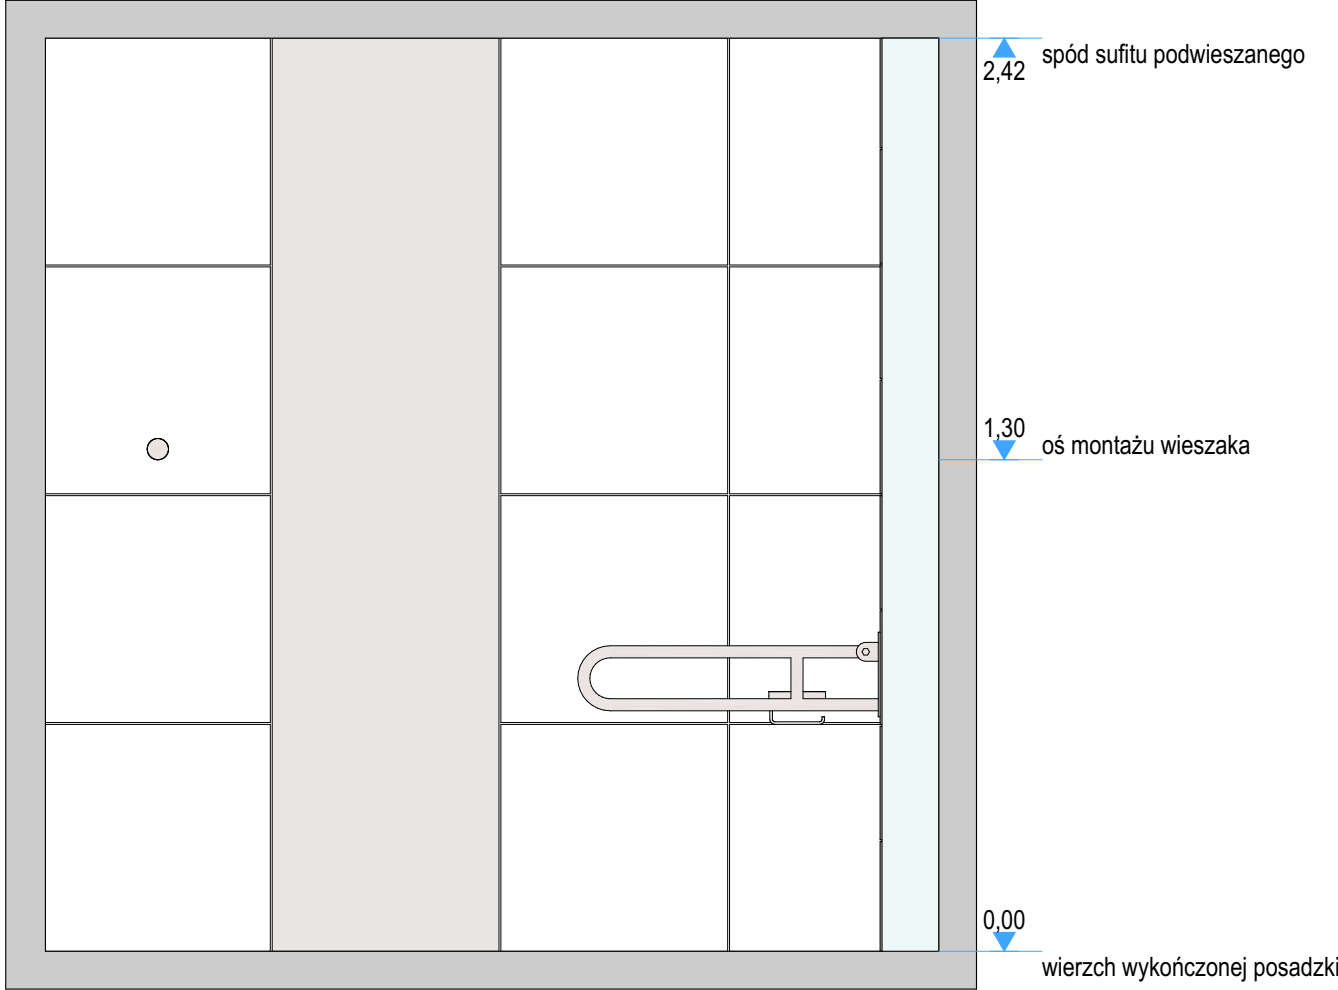 spód sufitu podwieszanego
2,42
1,30
oś montażu wieszaka
0,00
wierzch wykończonej posadzki